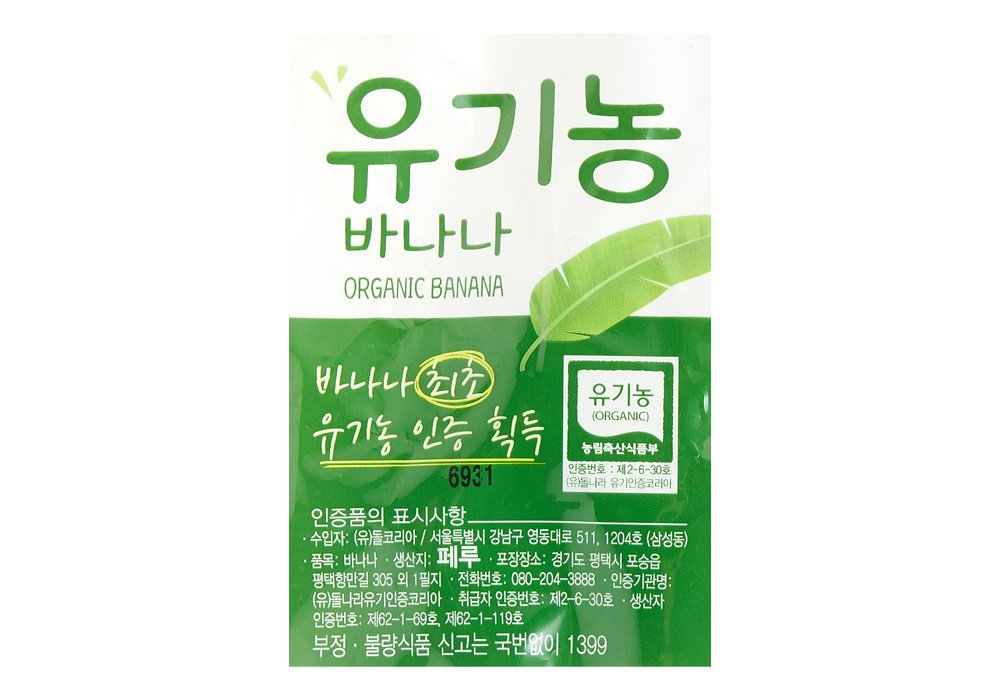 유기농
바나나
ORGANIC BANANA
바나나 최초
유기농 인증 획득
6931
유기농
(ORGANIC)
농림축산식품부
인증번호 : 제2-6-30호
(유)돌나라 유기인증코리아
인증품의 표시사항
· 수입자: (유)돌코리아 / 서울특별시 강남구 영동대로 511, 1204호 (삼성동)
· 품목: 바나나 · 생산지: 페루 · 포장장소: 경기도 평택시 포승읍
평택항만길 305 외 1필지 · 전화번호: 080-204-3888 · 인증기관명:
(유)돌나라유기인증코리아 · 취급자 인증번호: 제2-6-30호 · 생산자
인증번호: 제62-1-69호, 제62-1-119호
부정 · 불량식품 신고는 국번없이 1399